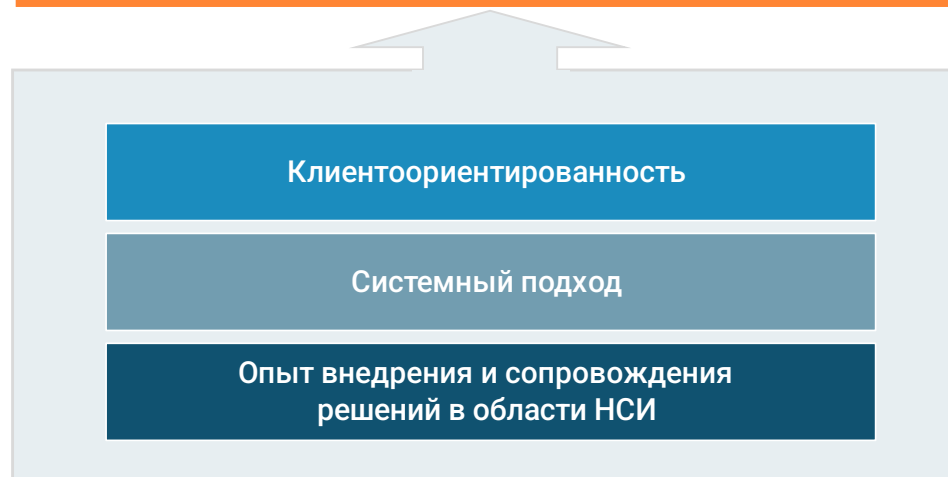 Клиентоориентированность
Системный подход
Опыт внедрения и сопровождения
решений в области НСИ